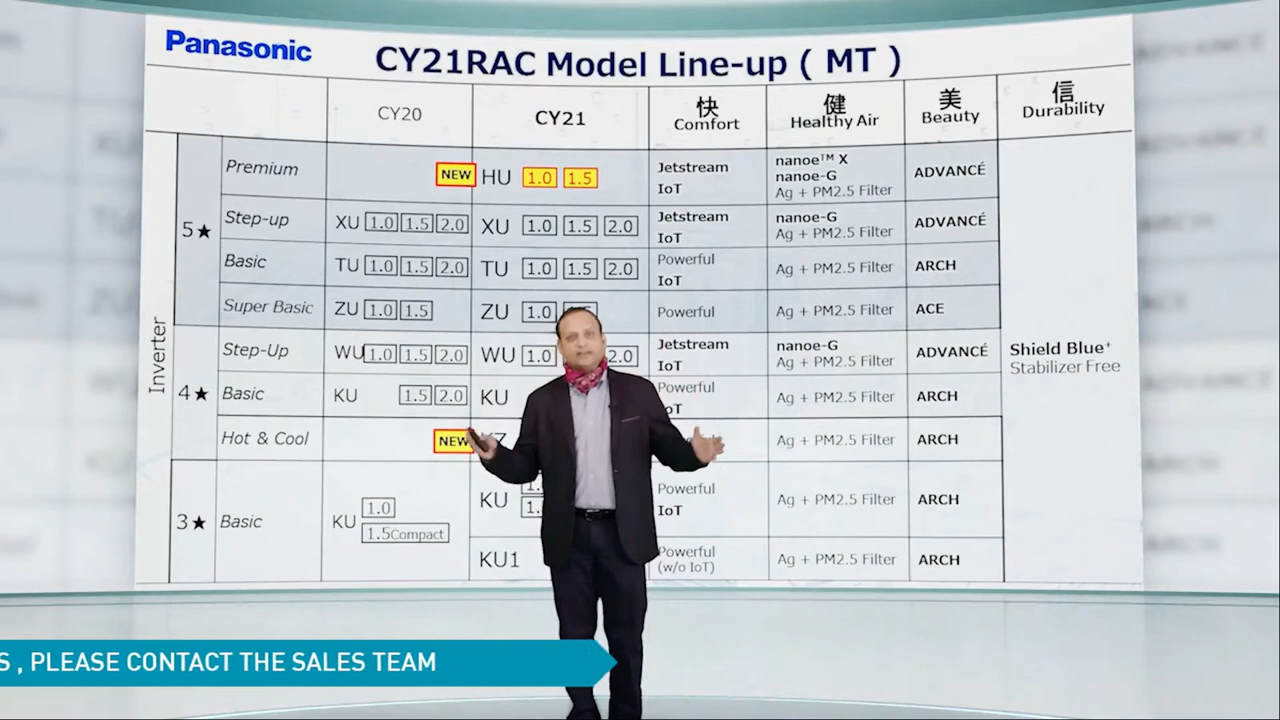 Panasonic
CY21RAC Model Line-up ( MT )
CY20
CY21
快
Comfort
健
Healthy Air
美
Beauty
信
Durability
Inverter
5★
Premium
NEW
HU 1.0 1.5
Jetstream
IoT
nanoe™ X
nanoe-G
Ag + PM2.5 Filter
ADVANCÉ
Step-up
XU 1.0 1.5 2.0
XU 1.0 1.5 2.0
Jetstream
IoT
nanoe-G
Ag + PM2.5 Filter
ADVANCÉ
Basic
TU 1.0 1.5 2.0
TU 1.0 1.5 2.0
Powerful
IoT
Ag + PM2.5 Filter
ARCH
Super Basic
ZU 1.0 1.5
ZU 1.0
Powerful
Ag + PM2.5 Filter
ACE
4★
Step-Up
WU 1.0 1.5 2.0
WU 1.0 2.0
Jetstream
IoT
nanoe-G
Ag + PM2.5 Filter
ADVANCÉ
Basic
KU 1.5 2.0
KU
Powerful
IoT
Ag + PM2.5 Filter
ARCH
Hot & Cool
NEW
Ag + PM2.5 Filter
ARCH
3★
Basic
KU 1.0
1.5Compact
KU
Powerful
IoT
Ag + PM2.5 Filter
ARCH
KU1
Powerful
(w/o IoT)
Ag + PM2.5 Filter
ARCH
Shield Blue+
Stabilizer Free
S , PLEASE CONTACT THE SALES TEAM